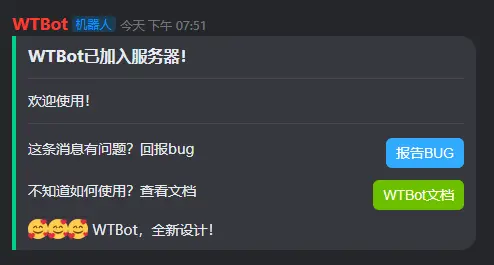 WTBot 机器人 今天 下午 07:51
WTBot已加入服务器！
欢迎使用！
这条消息有问题？回报bug 报告BUG
不知道如何使用？查看文档 WTBot文档
🥰🥰🥰 WTBot，全新设计！